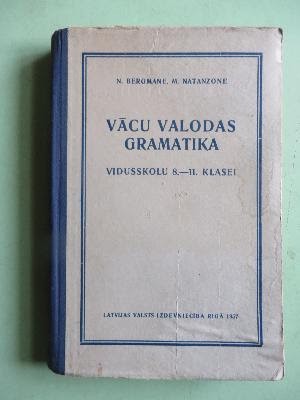 N. BERGMANE, M. NATANZONE
VĀCU VALODAS
GRAMATIKA
VIDUSSKOLU 8.—11. KLASEI
LATVIJAS VALSTS IZDEVNIECĪBA RĪGĀ 1957